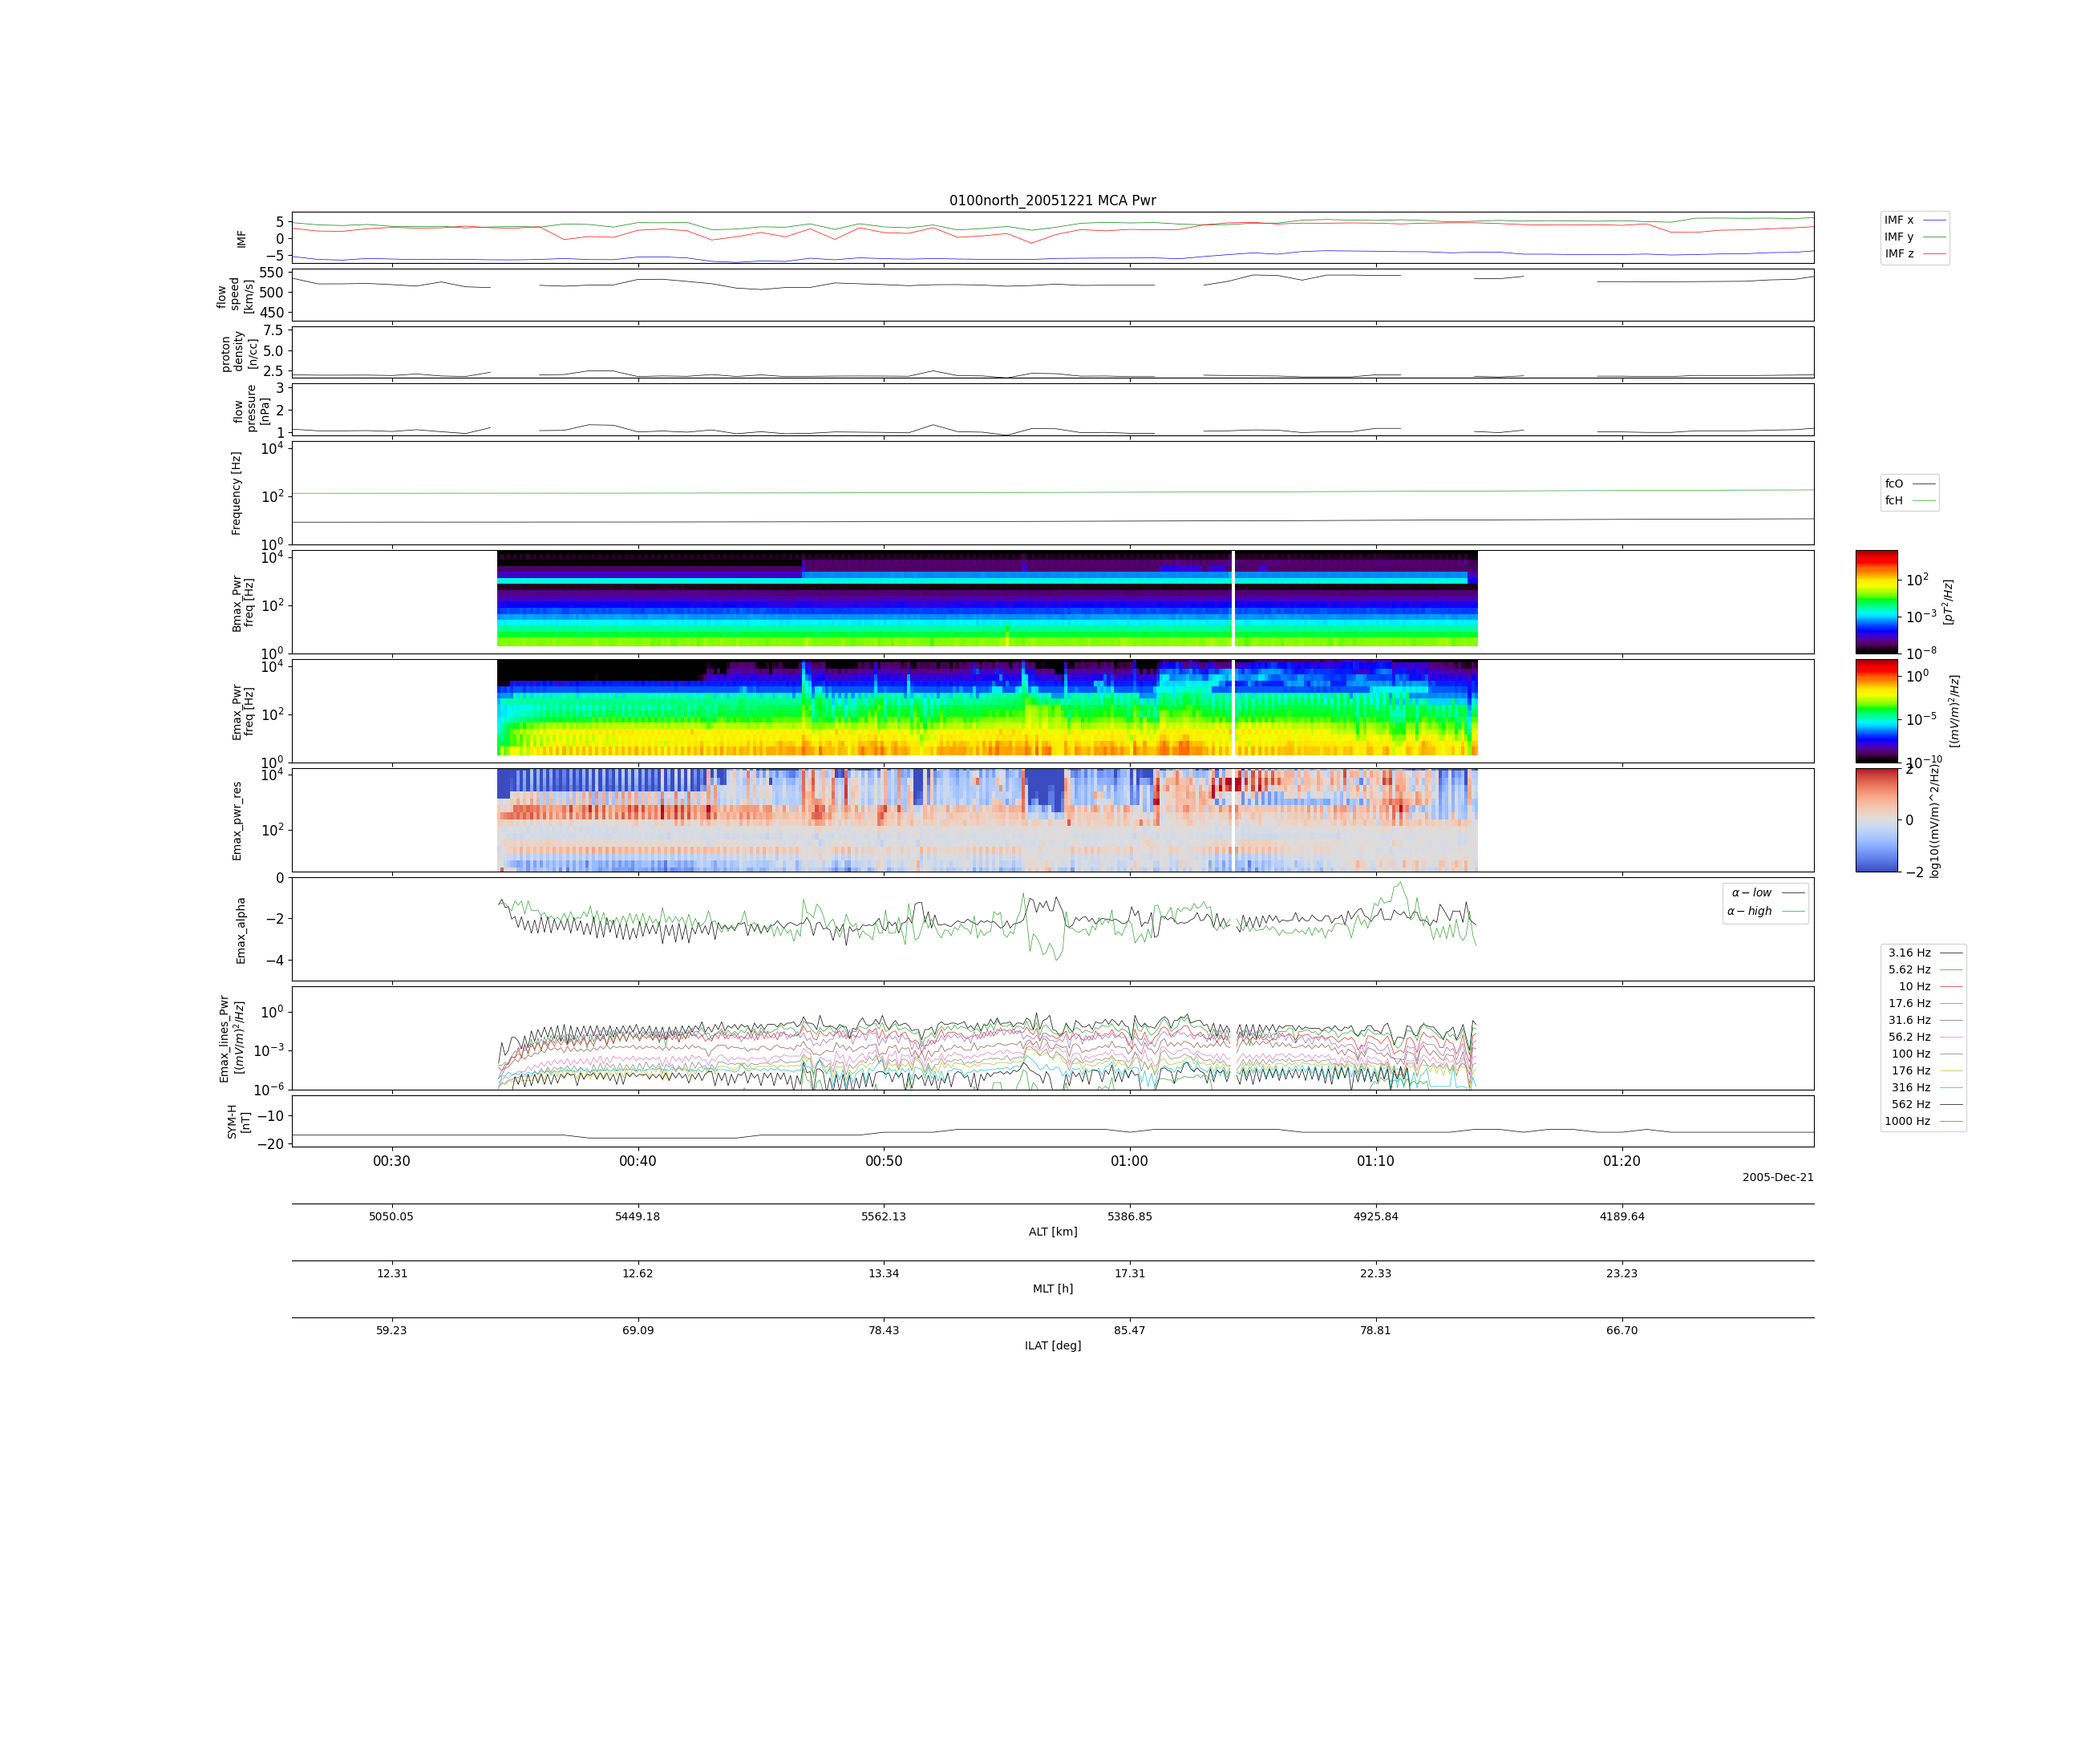 0100north_20051221 MCA Pwr
IMF
5
0
−5
IMF x
IMF y
IMF z
flow
speed
[km/s]
550
500
450
proton
density
[n/cc]
7.5
5.0
2.5
flow
pressure
[nPa]
3
2
1
Frequency [Hz]
10^4
10^2
10^0
fcO
fcH
Bmax_Pwr
freq [Hz]
10^4
10^2
10^0
10^2
10^−3
10^−8
[pT^2/Hz]
Emax_Pwr
freq [Hz]
10^4
10^2
10^0
10^0
10^−5
10^−10
[(mV/m)^2/Hz]
Emax_pwr_res
10^4
10^2
2
0
−2
log10((mV/m)^2/Hz)
Emax_alpha
0
−2
−4
α − low
α − high
Emax_lines_Pwr
[(mV/m)^2/Hz]
10^0
10^−3
10^−6
3.16 Hz
5.62 Hz
10 Hz
17.6 Hz
31.6 Hz
56.2 Hz
100 Hz
176 Hz
316 Hz
562 Hz
1000 Hz
SYM-H
[nT]
−10
−20
00:30 00:40 00:50 01:00 01:10 01:20
2005-Dec-21
5050.05 5449.18 5562.13 5386.85 4925.84 4189.64
ALT [km]
12.31 12.62 13.34 17.31 22.33 23.23
MLT [h]
59.23 69.09 78.43 85.47 78.81 66.70
ILAT [deg]